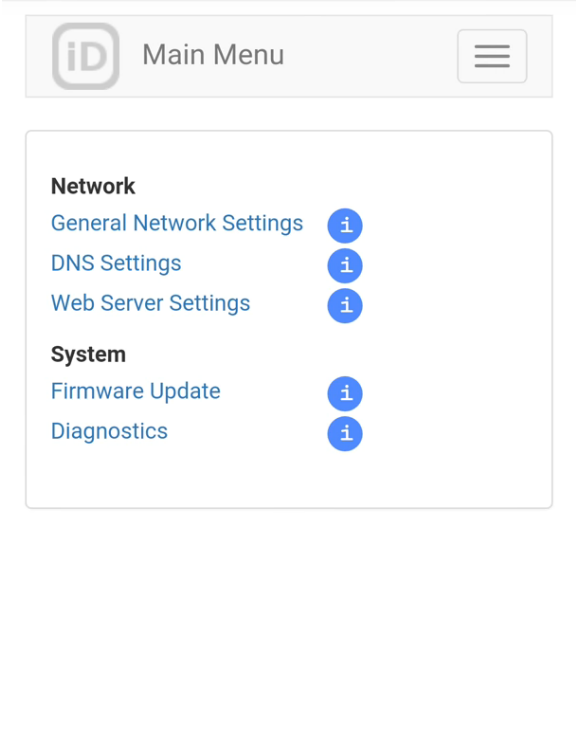 iD Main Menu
Network
General Network Settings i
DNS Settings i
Web Server Settings i
System
Firmware Update i
Diagnostics i